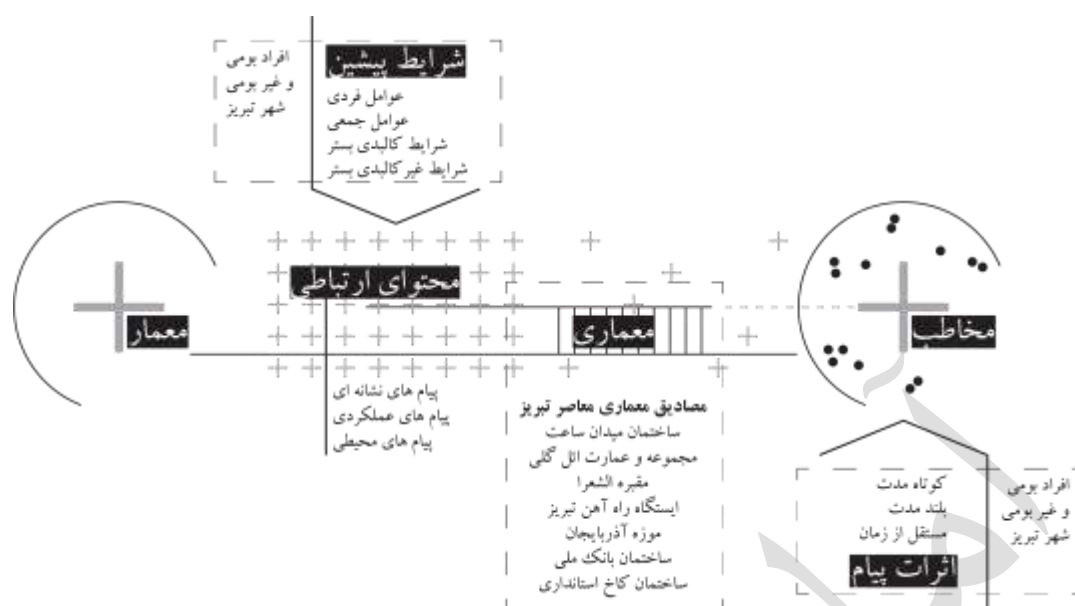 شرایط پیشین
عوامل فردی
عوامل جمعی
شرایط کالبدی بستر
شرایط غیر کالبدی بستر
افراد بومی
و غیر بومی
شهر تبریز
مخاطب
معماری
محتوای ارتباطی
معمار
پیام های نشانه ای
پیام های عملکردی
پیام های محیطی
مصادیق معماری معاصر تبریز
ساختمان میدان ساعت
مجموعه و عمارت ائل گلی
مقبره الشعرا
ایستگاه راه آهن تبریز
موزه آذربایجان
ساختمان بانک ملی
ساختمان کاخ استانداری
افراد بومی
و غیر بومی
شهر تبریز
کوتاه مدت
بلند مدت
مستقل از زمان
اثرات پیام